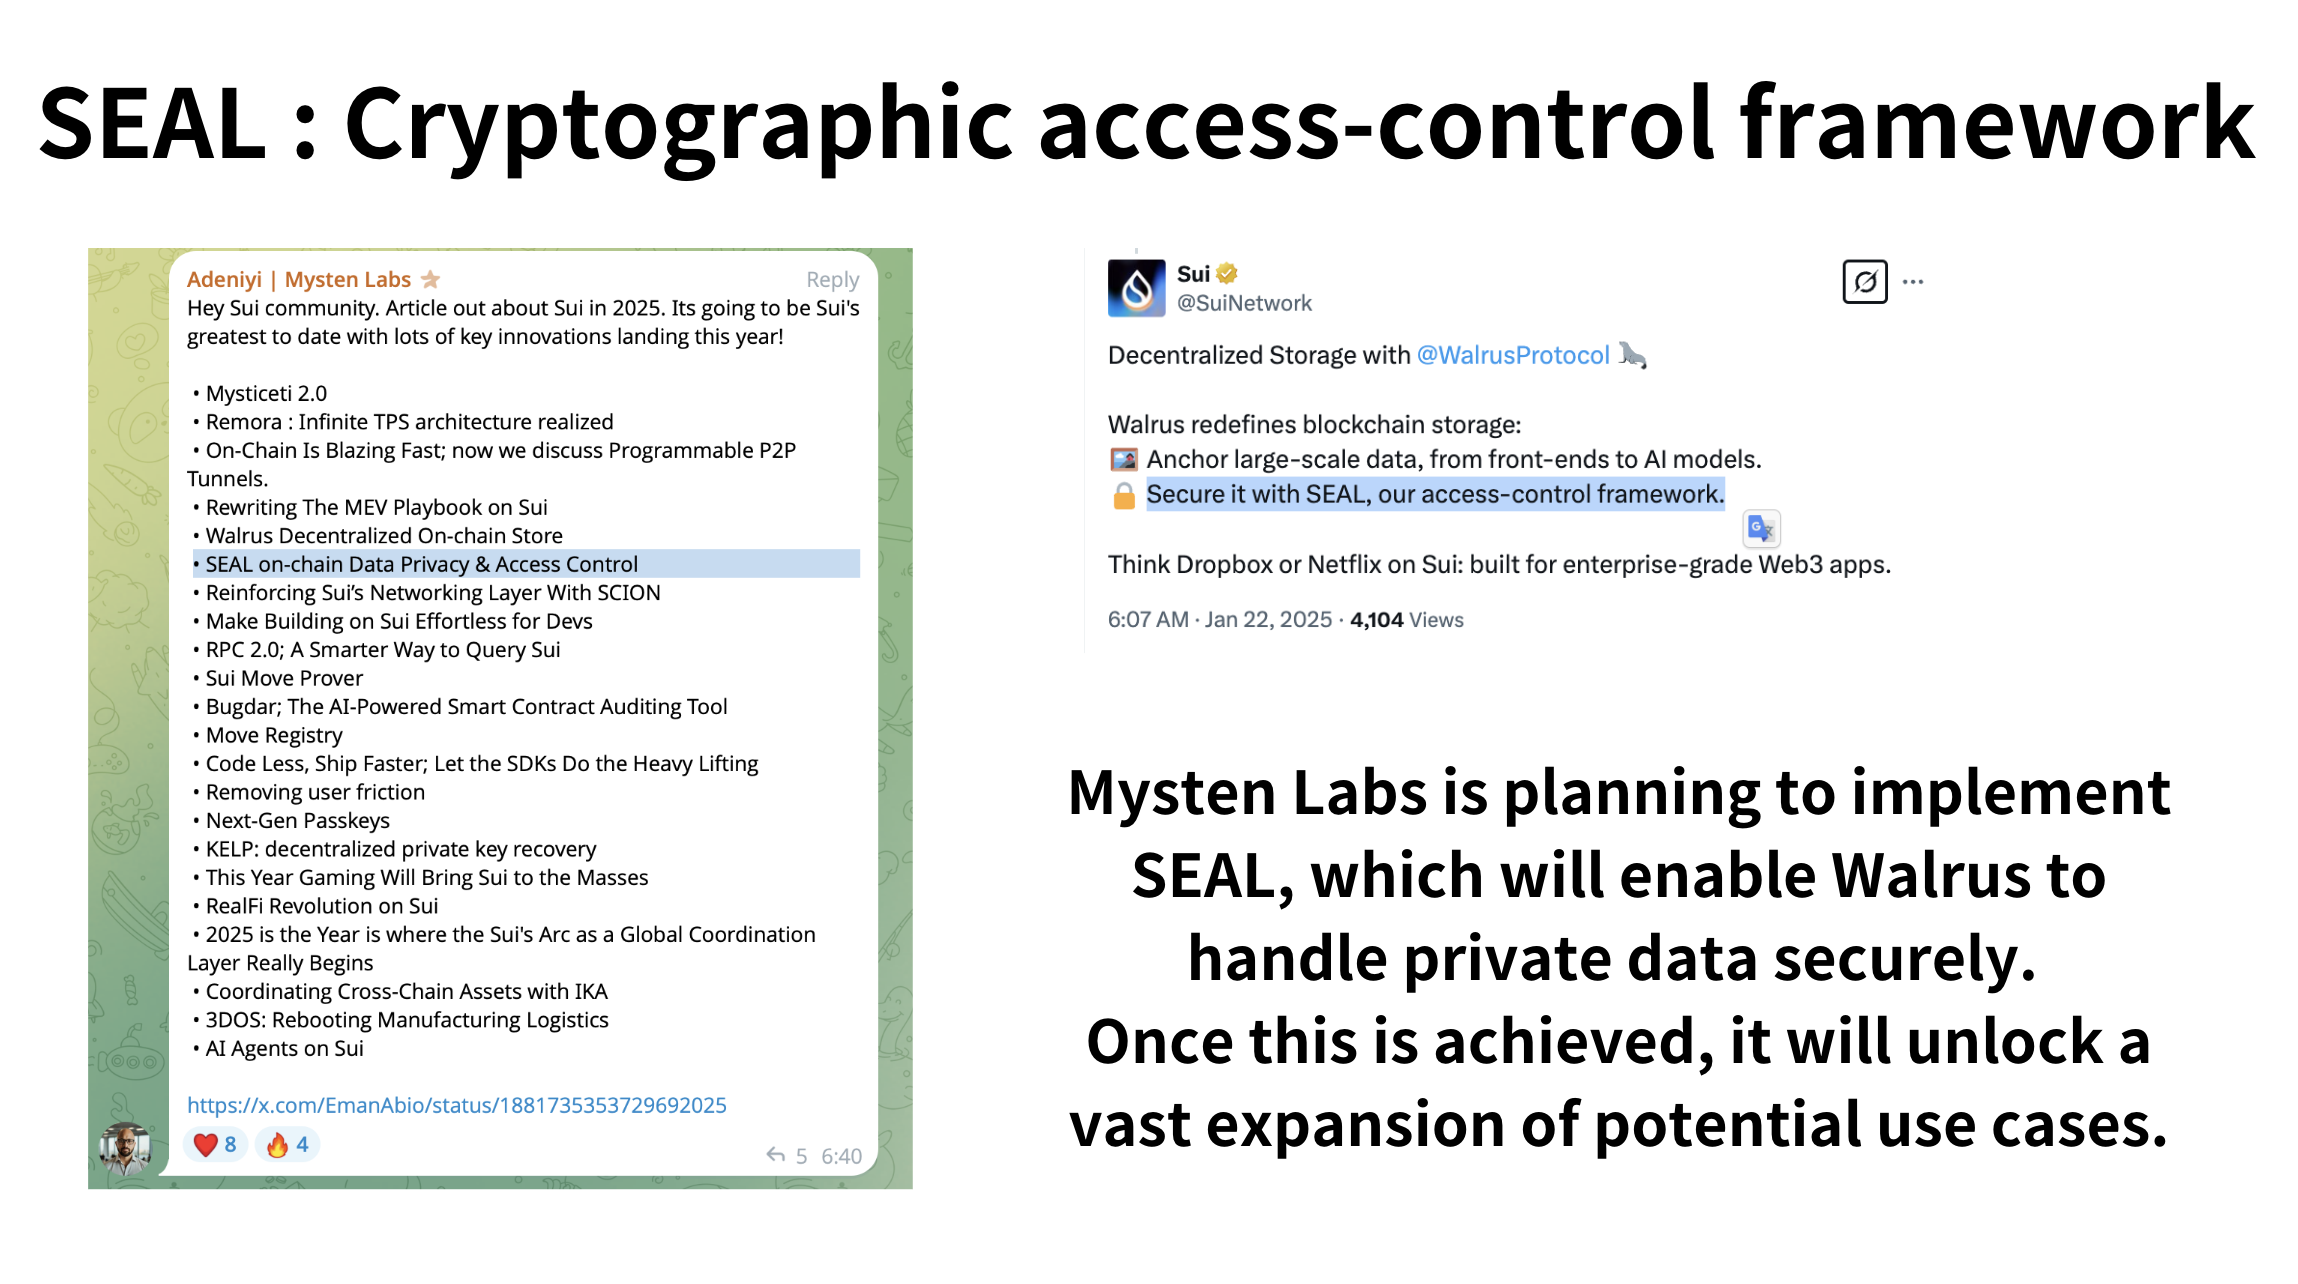 SEAL : Cryptographic access-control framework
Adeniyi | Mysten Labs
Reply
Hey Sui community. Article out about Sui in 2025. Its going to be Sui's
greatest to date with lots of key innovations landing this year!
• Mysticeti 2.0
• Remora : Infinite TPS architecture realized
• On-Chain Is Blazing Fast; now we discuss Programmable P2P
Tunnels.
• Rewriting The MEV Playbook on Sui
• Walrus Decentralized On-chain Store
• SEAL on-chain Data Privacy & Access Control
• Reinforcing Sui’s Networking Layer With SCION
• Make Building on Sui Effortless for Devs
• RPC 2.0; A Smarter Way to Query Sui
• Sui Move Prover
• Bugdar; The AI-Powered Smart Contract Auditing Tool
• Move Registry
• Code Less, Ship Faster; Let the SDKs Do the Heavy Lifting
• Removing user friction
• Next-Gen Passkeys
• KELP: decentralized private key recovery
• This Year Gaming Will Bring Sui to the Masses
• RealFi Revolution on Sui
• 2025 is the Year is where the Sui's Arc as a Global Coordination
Layer Really Begins
• Coordinating Cross-Chain Assets with IKA
• 3DOS: Rebooting Manufacturing Logistics
• AI Agents on Sui
https://x.com/EmanAbio/status/1881735353729692025
❤️ 8 🔥 4
5 6:40
Sui
@SuiNetwork
Decentralized Storage with @WalrusProtocol 🦭
Walrus redefines blockchain storage:
🖼️ Anchor large-scale data, from front-ends to AI models.
🔒 Secure it with SEAL, our access-control framework.
Think Dropbox or Netflix on Sui: built for enterprise-grade Web3 apps.
6:07 AM · Jan 22, 2025 · 4,104 Views
Mysten Labs is planning to implement
SEAL, which will enable Walrus to
handle private data securely.
Once this is achieved, it will unlock a
vast expansion of potential use cases.